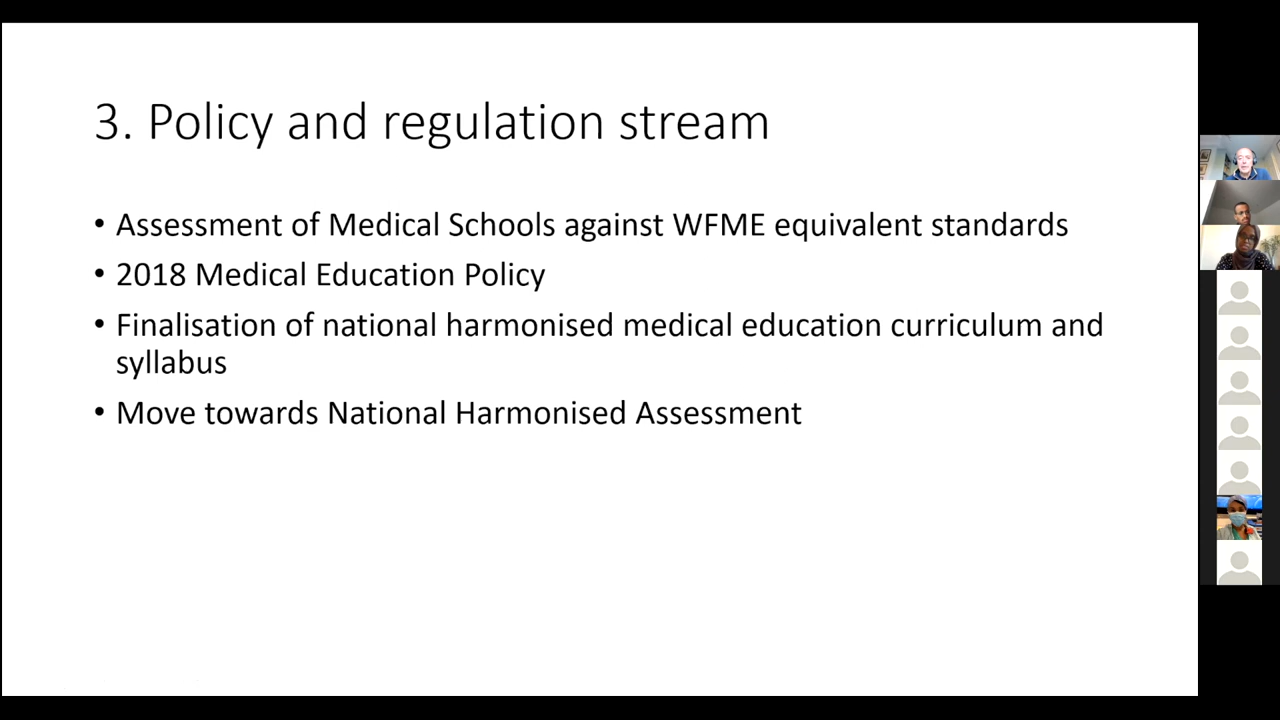 3. Policy and regulation stream
• Assessment of Medical Schools against WFME equivalent standards
• 2018 Medical Education Policy
• Finalisation of national harmonised medical education curriculum and
syllabus
• Move towards National Harmonised Assessment